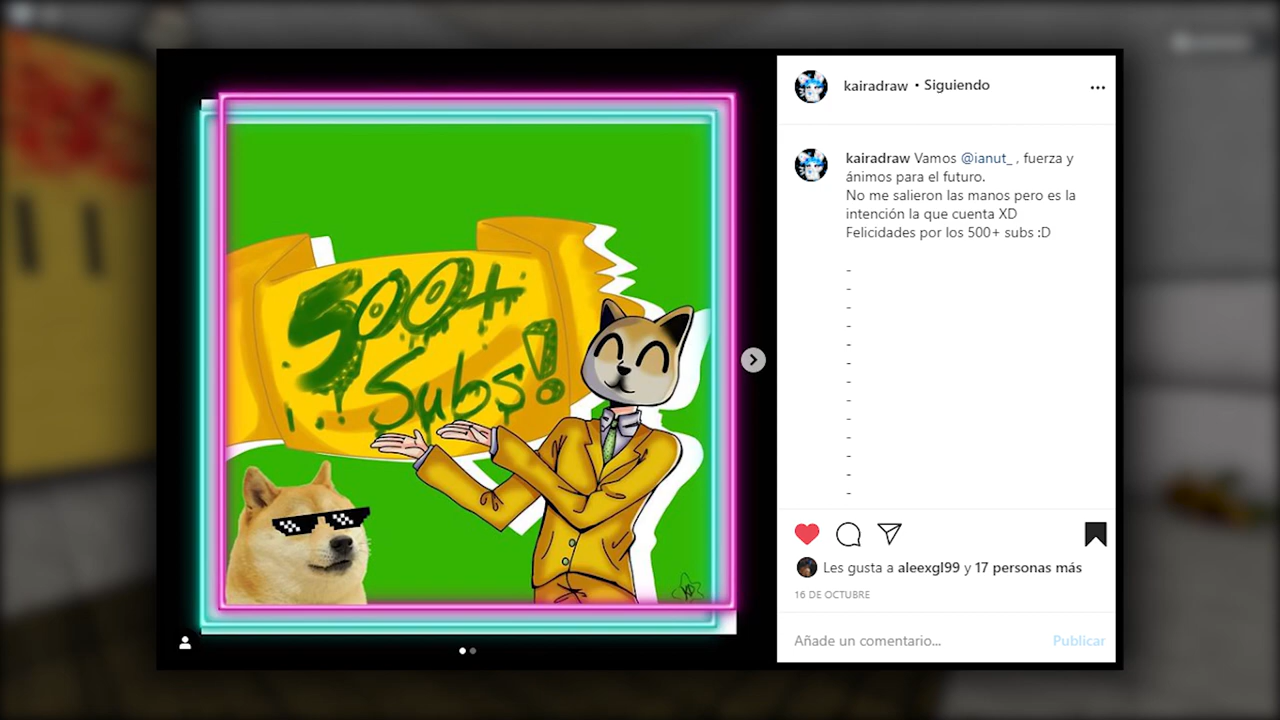 500+
Subs!
kairadraw • Siguiendo
kairadraw Vamos @ianut_ , fuerza y
ánimos para el futuro.
No me salieron las manos pero es la
intención la que cuenta XD
Felicidades por los 500+ subs :D
-
-
-
-
-
-
-
-
-
-
-
-
-
Les gusta a aleexgl99 y 17 personas más
16 DE OCTUBRE
Añade un comentario...
Publicar